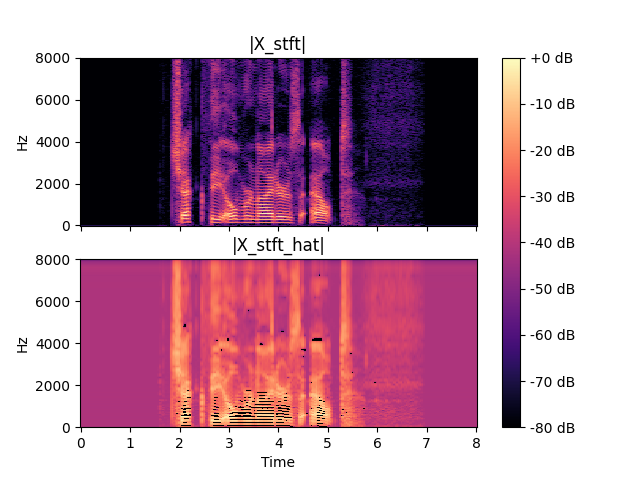 |X_stft|
8000
6000
4000
2000
0
Hz
|X_stft_hat|
8000
6000
4000
2000
0
Hz
0 1 2 3 4 5 6 7 8
Time
+0 dB
-10 dB
-20 dB
-30 dB
-40 dB
-50 dB
-60 dB
-70 dB
-80 dB